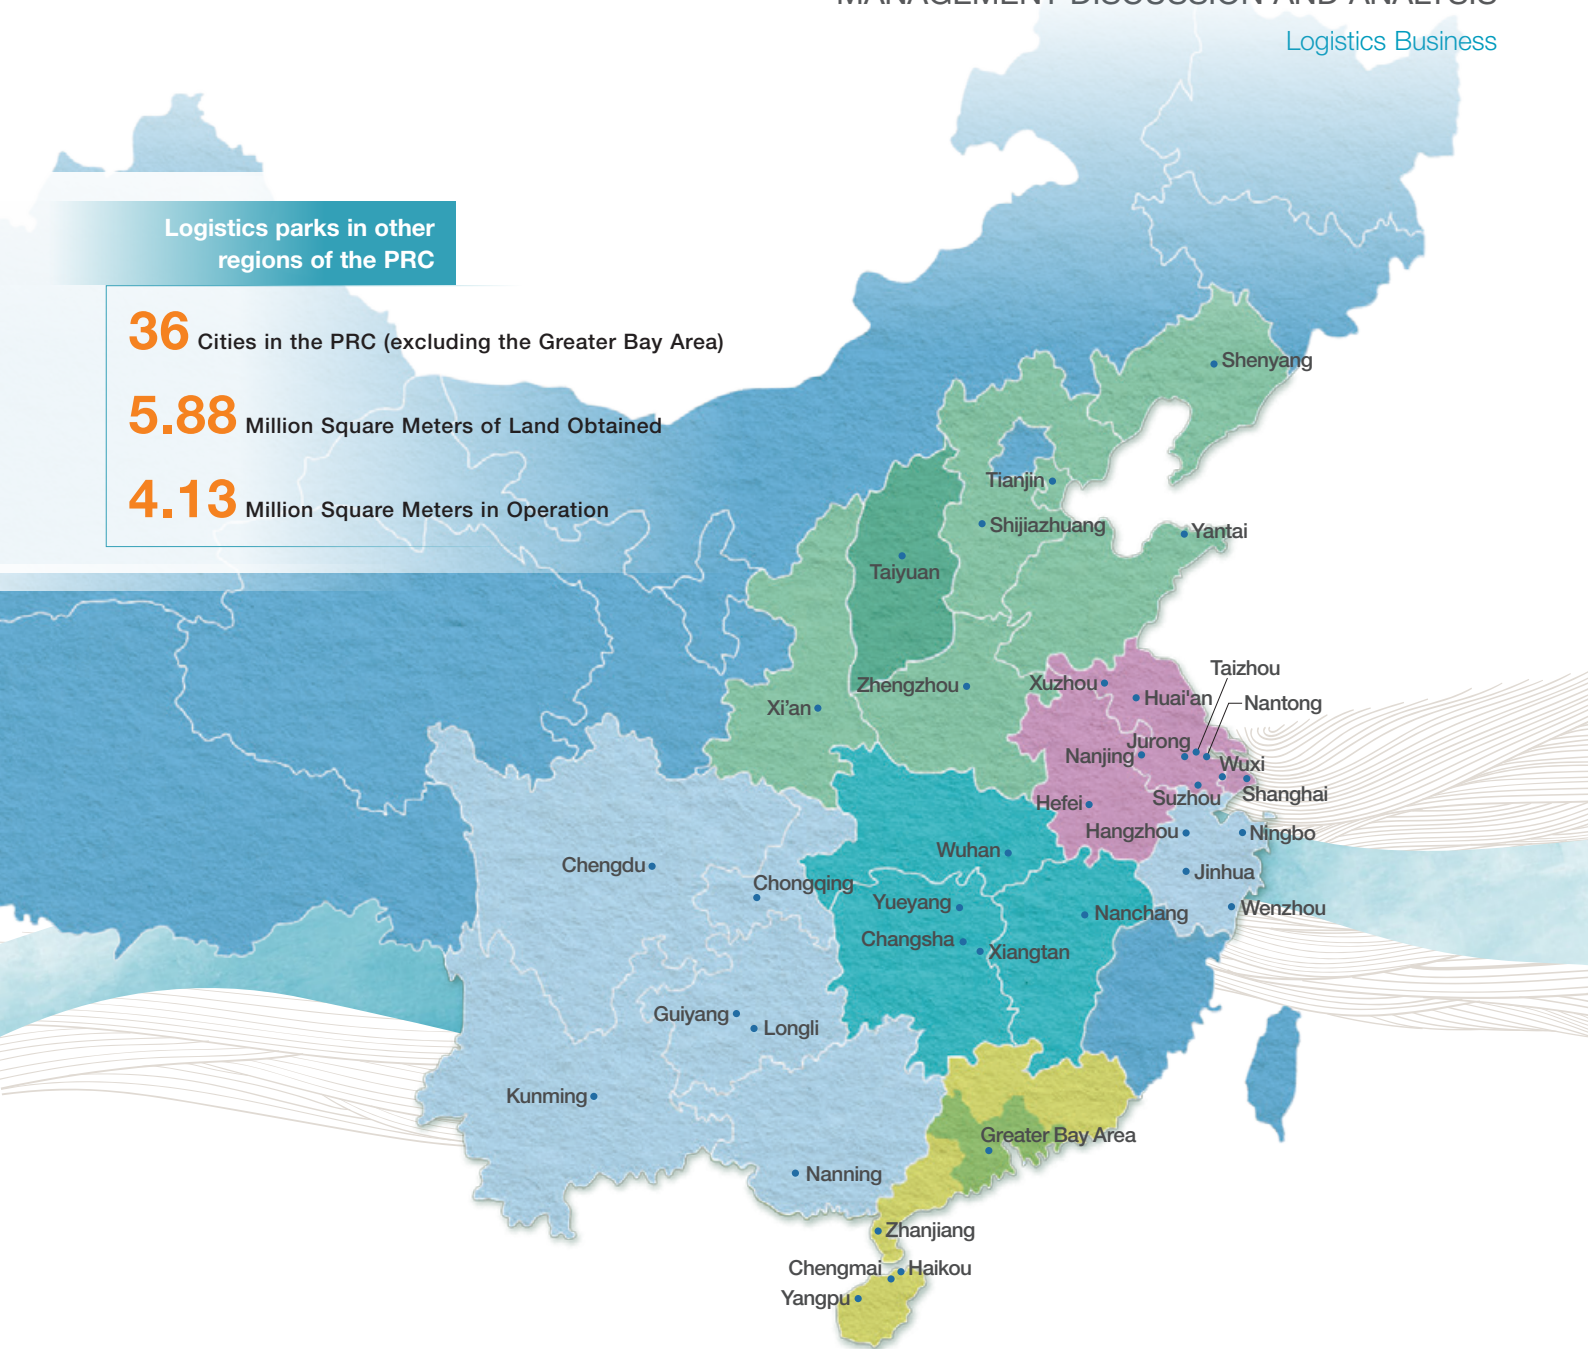 MANAGEMENT DISCUSSION AND ANALYSIS
Logistics Business
Logistics parks in other
regions of the PRC
36 Cities in the PRC (excluding the Greater Bay Area)
5.88 Million Square Meters of Land Obtained
4.13 Million Square Meters in Operation
Shenyang
Tianjin
Shijiazhuang
Yantai
Taiyuan
Taizhou
Zhengzhou
Xuzhou
Huai'an
Nantong
Xi'an
Jurong
Nanjing
Wuxi
Suzhou
Shanghai
Hefei
Hangzhou
Ningbo
Wuhan
Chengdu
Jinhua
Chongqing
Yueyang
Nanchang
Wenzhou
Changsha
Xiangtan
Guiyang
Longli
Kunming
Greater Bay Area
Nanning
Zhanjiang
Chengmai
Haikou
Yangpu